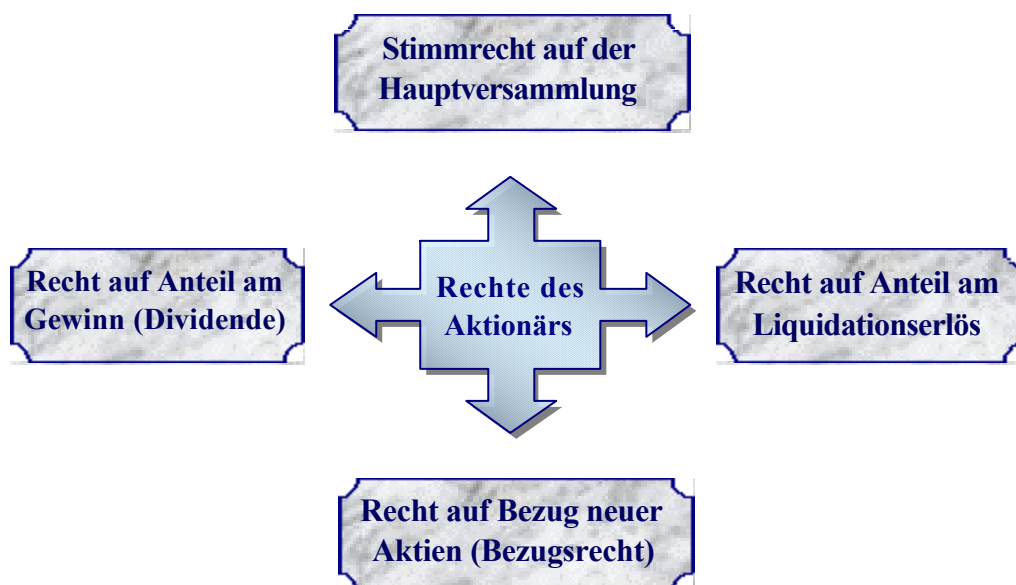 Stimmrecht auf der
Hauptversammlung
Recht auf Anteil am
Gewinn (Dividende)
Rechte des
Aktionärs
Recht auf Anteil am
Liquidationserlös
Recht auf Bezug neuer
Aktien (Bezugsrecht)